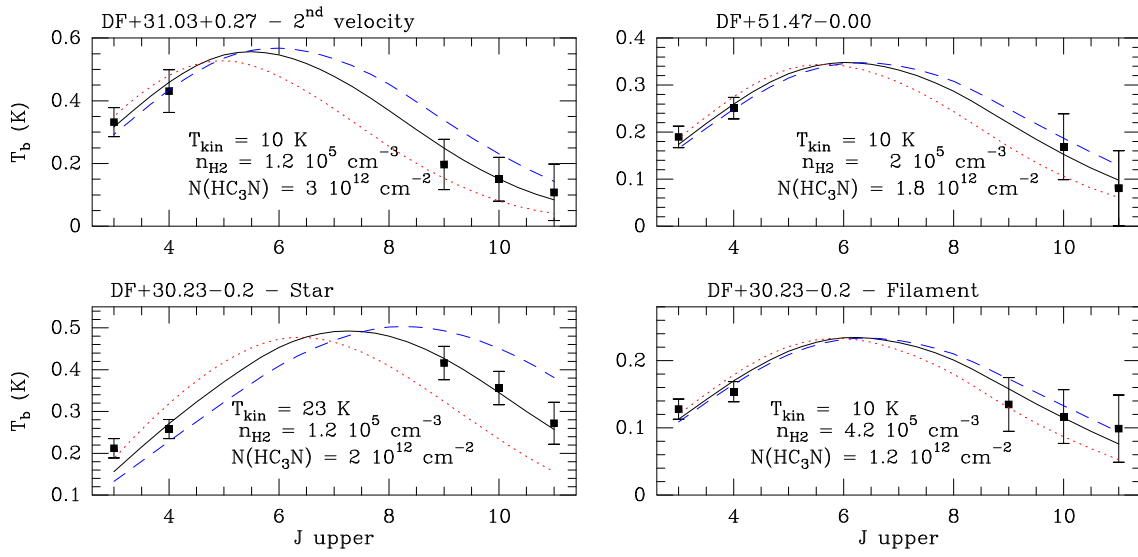 DF+31.03+0.27 – 2nd velocity
0.6
0.4
0.2
0
T_b (K)
T_kin = 10 K
n_H2 = 1.2 10^5 cm^−3
N(HC_3N) = 3 10^12 cm^−2
4 6 8 10
DF+51.47−0.00
0.4
0.3
0.2
0.1
0
T_kin = 10 K
n_H2 = 2 10^5 cm^−3
N(HC_3N) = 1.8 10^12 cm^−2
4 6 8 10
DF+30.23−0.2 – Star
0.5
0.4
0.3
0.2
0.1
T_b (K)
T_kin = 23 K
n_H2 = 1.2 10^5 cm^−3
N(HC_3N) = 2 10^12 cm^−2
4 6 8 10
J upper
DF+30.23−0.2 – Filament
0.2
0.1
0
T_kin = 10 K
n_H2 = 4.2 10^5 cm^−3
N(HC_3N) = 1.2 10^12 cm^−2
4 6 8 10
J upper